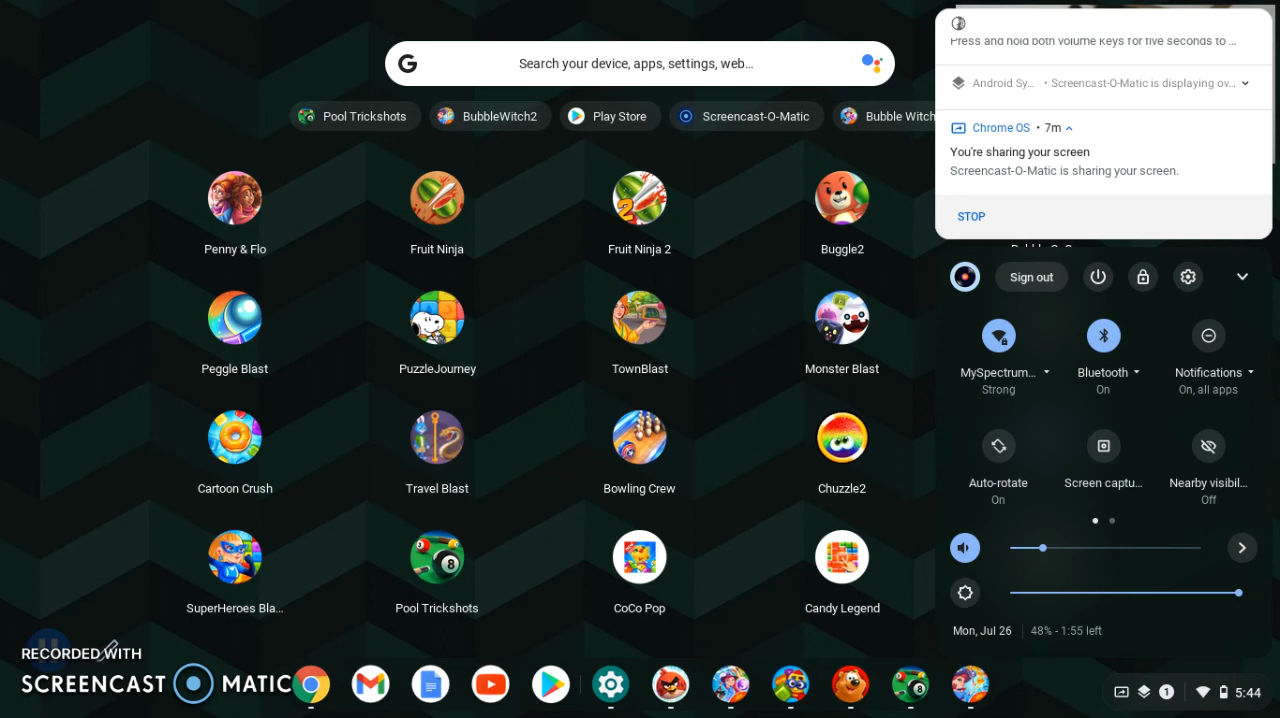 Search your device, apps, settings, web...
Pool Trickshots
BubbleWitch2
Play Store
Screencast-O-Matic
Bubble Witch
Penny & Flo
Fruit Ninja
Fruit Ninja 2
Buggle2
Peggle Blast
PuzzleJourney
TownBlast
Monster Blast
Cartoon Crush
Travel Blast
Bowling Crew
Chuzzle2
SuperHeroes Bla...
Pool Trickshots
CoCo Pop
Candy Legend
Press and hold both volume keys for five seconds to ...
Android Sy... • Screencast-O-Matic is displaying ov...
Chrome OS • 7m
You're sharing your screen
Screencast-O-Matic is sharing your screen.
STOP
Sign out
MySpectrum...
Strong
Bluetooth
On
Notifications
On, all apps
Auto-rotate
On
Screen captu...
Nearby visibil...
Off
Mon, Jul 26
48% - 1:55 left
RECORDED WITH
SCREENCAST MATIC
1
5:44